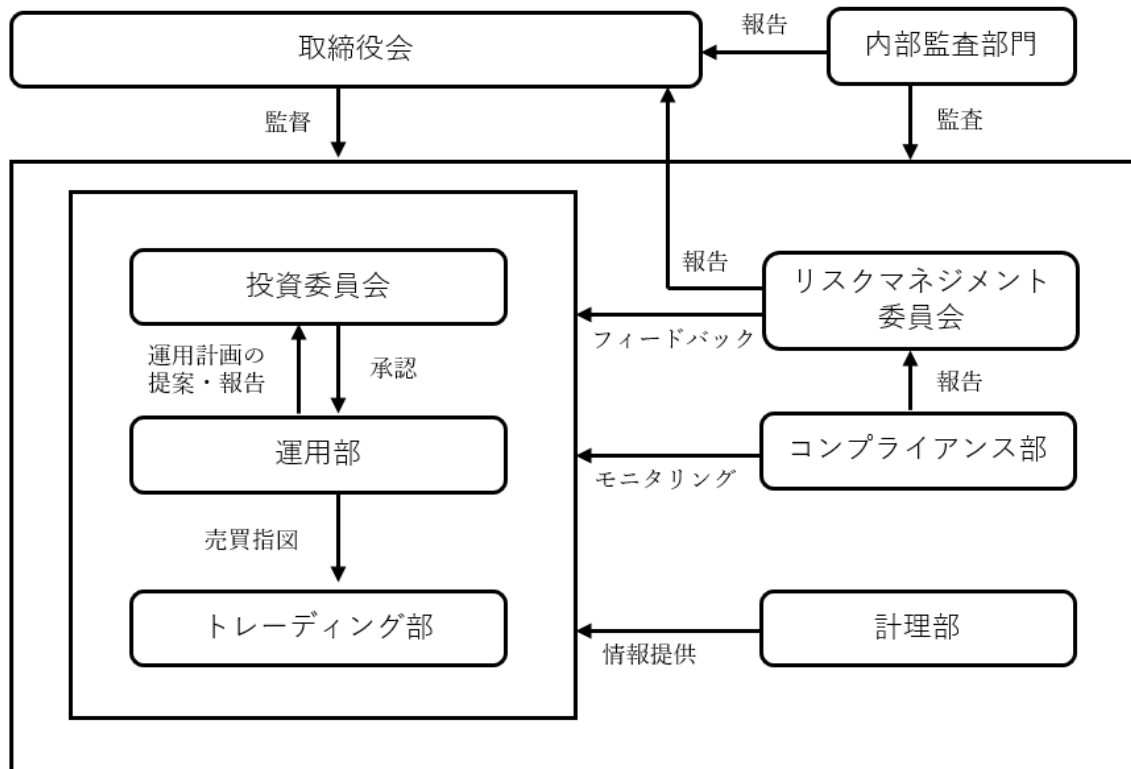 取締役会
報告
内部監査部門
監督
監査
投資委員会
報告
リスクマネジメント
委員会
フィードバック
運用計画の
提案・報告
承認
報告
運用部
コンプライアンス部
モニタリング
売買指図
トレーディング部
計理部
情報提供